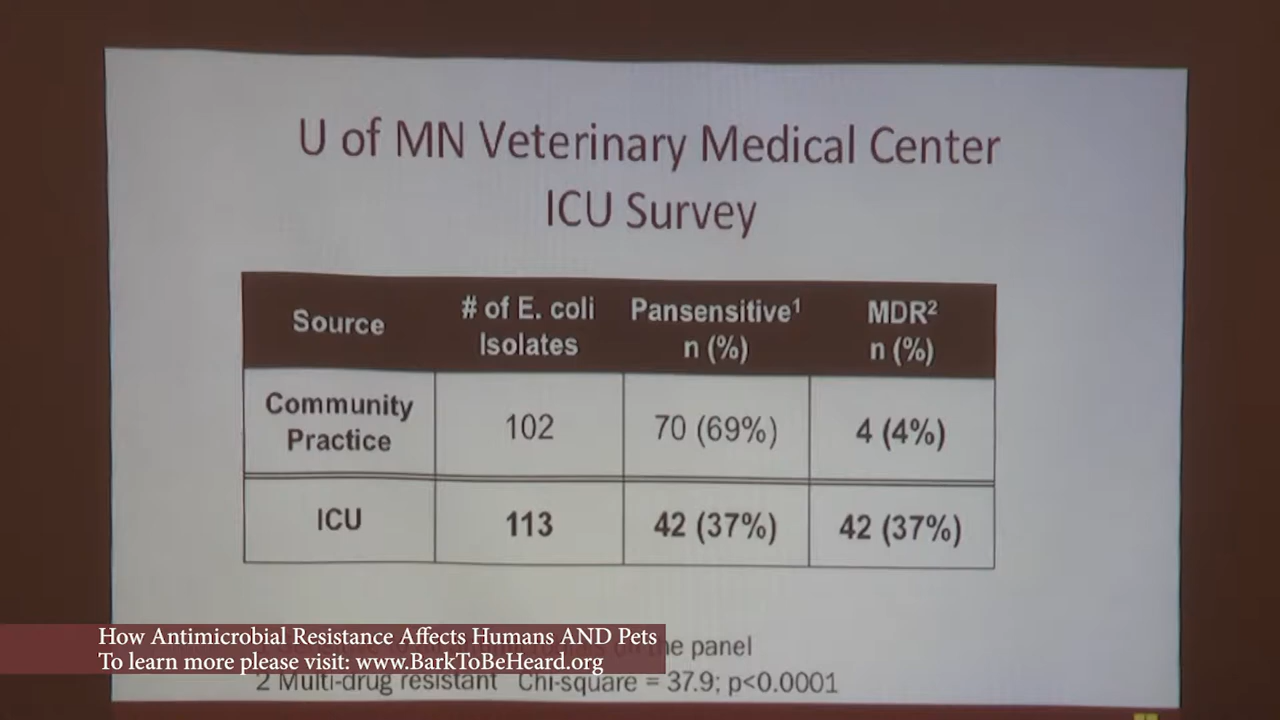 U of MN Veterinary Medical Center
ICU Survey
Source
# of E. coli
Isolates
Pansensitive¹
n (%)
MDR²
n (%)
Community
Practice
102
70 (69%)
4 (4%)
ICU
113
42 (37%)
42 (37%)
the panel
2 Multi-drug resistant Chi-square = 37.9; p<0.0001
How Antimicrobial Resistance Affects Humans AND Pets
To learn more please visit: www.BarkToBeHeard.org